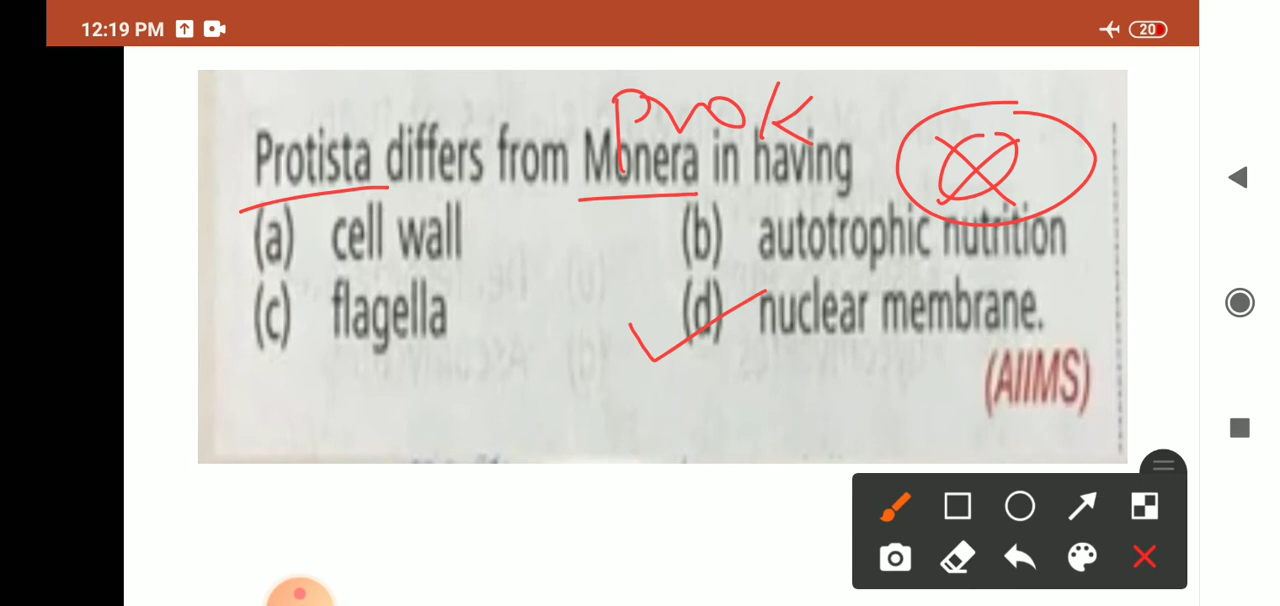 12:19 PM
20
Prok
Protista differs from Monera in having
(a) cell wall (b) autotrophic nutrition
(c) flagella (d) nuclear membrane.
(AIIMS)